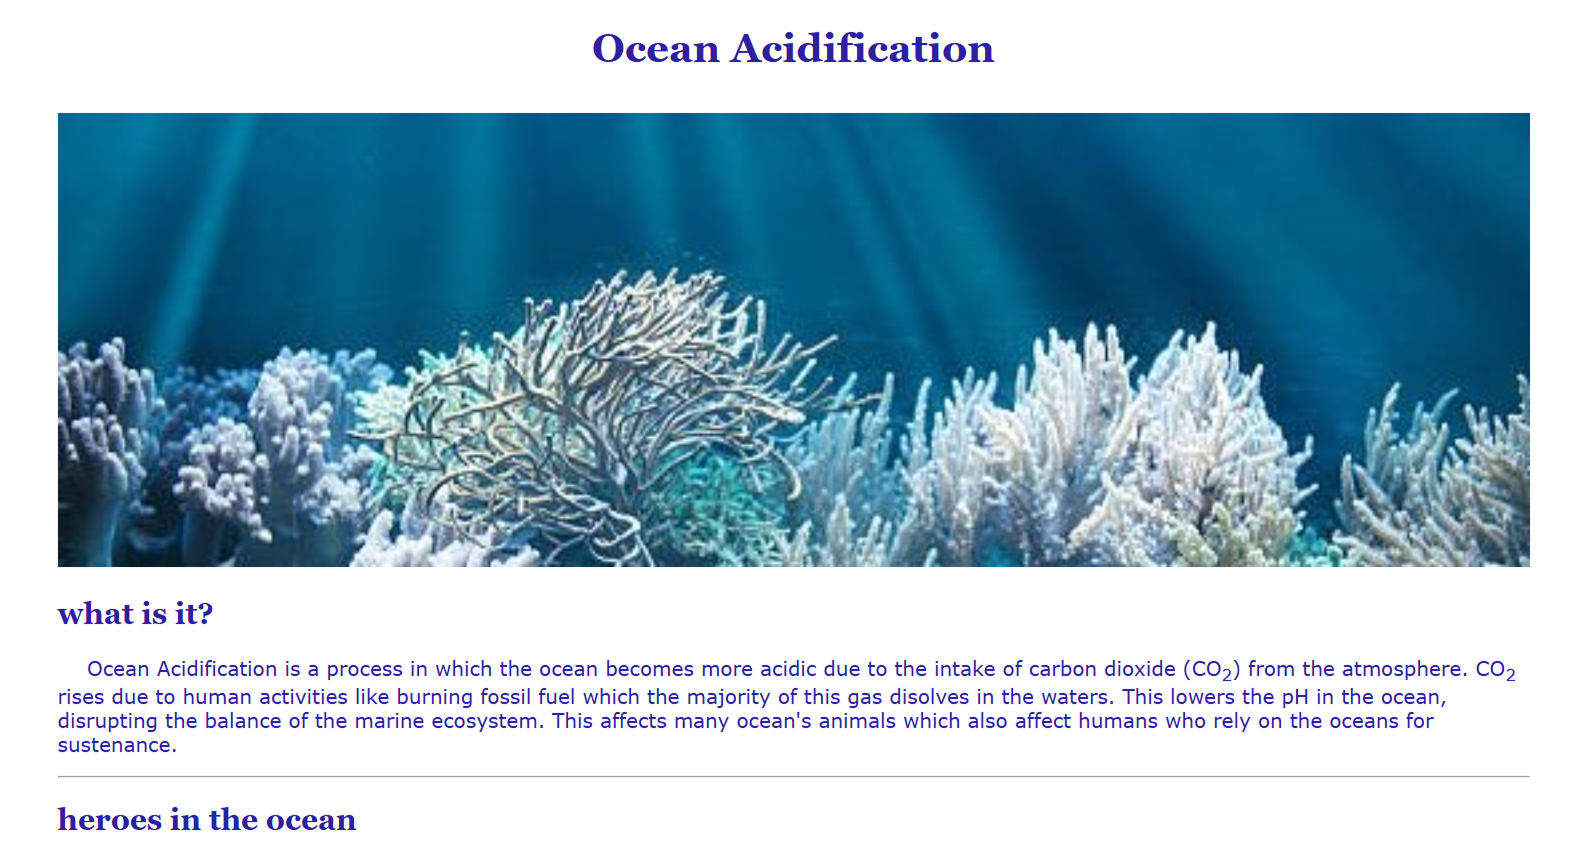 Ocean Acidification
what is it?
Ocean Acidification is a process in which the ocean becomes more acidic due to the intake of carbon dioxide (CO₂) from the atmosphere. CO₂
rises due to human activities like burning fossil fuel which the majority of this gas disolves in the waters. This lowers the pH in the ocean,
disrupting the balance of the marine ecosystem. This affects many ocean's animals which also affect humans who rely on the oceans for
sustenance.
heroes in the ocean